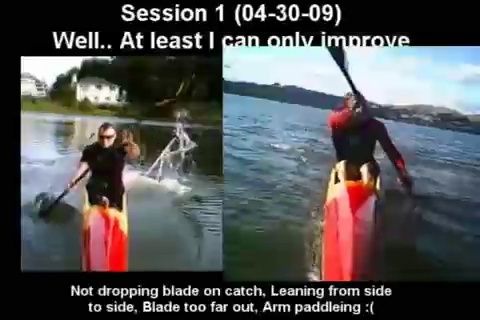 Session 1 (04-30-09)
Well.. At least I can only improve
Not dropping blade on catch, Leaning from side
to side, Blade too far out, Arm paddleing :(